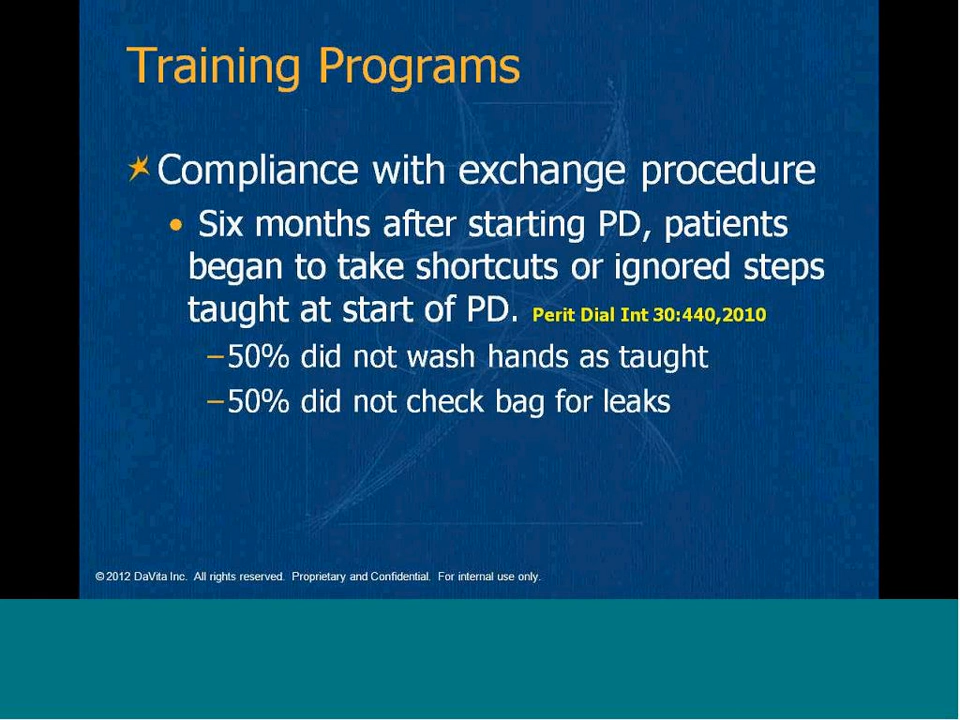 Training Programs
Compliance with exchange procedure
• Six months after starting PD, patients
began to take shortcuts or ignored steps
taught at start of PD. Perit Dial Int 30:440,2010
–50% did not wash hands as taught
–50% did not check bag for leaks
© 2012 DaVita Inc. All rights reserved. Proprietary and Confidential. For internal use only.